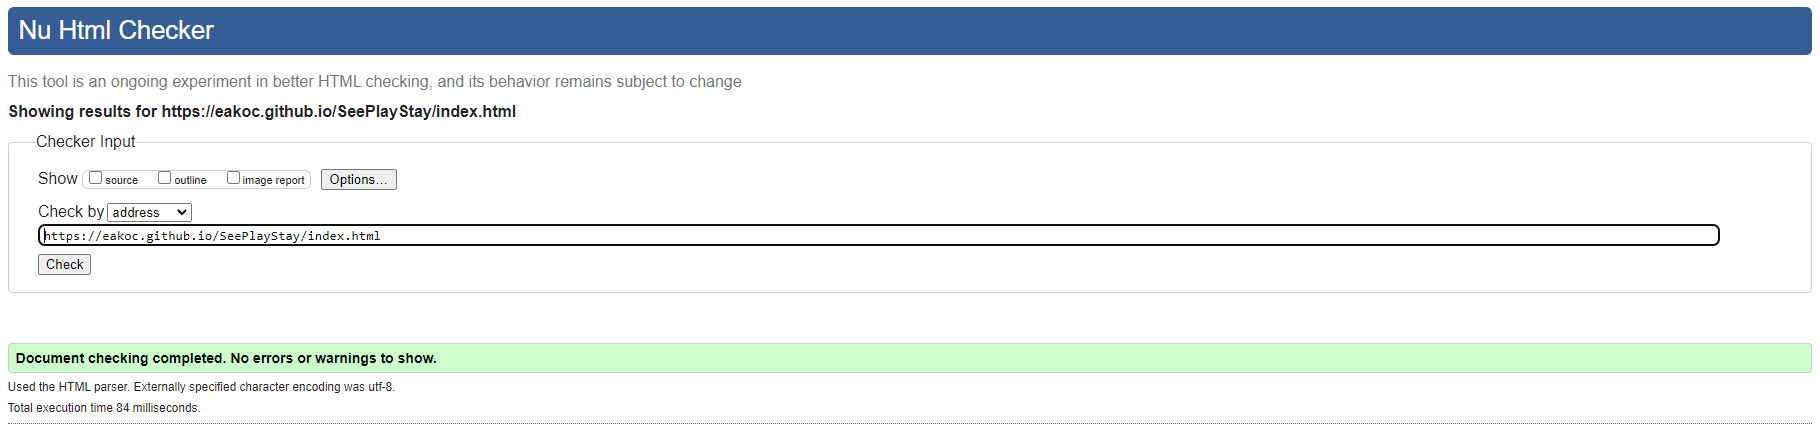 Nu Html Checker
This tool is an ongoing experiment in better HTML checking, and its behavior remains subject to change
Showing results for https://eakoc.github.io/SeePlayStay/index.html
Checker Input
Show source outline image report Options...
Check by address
https://eakoc.github.io/SeePlayStay/index.html
Check
Document checking completed. No errors or warnings to show.
Used the HTML parser. Externally specified character encoding was utf-8.
Total execution time 84 milliseconds.